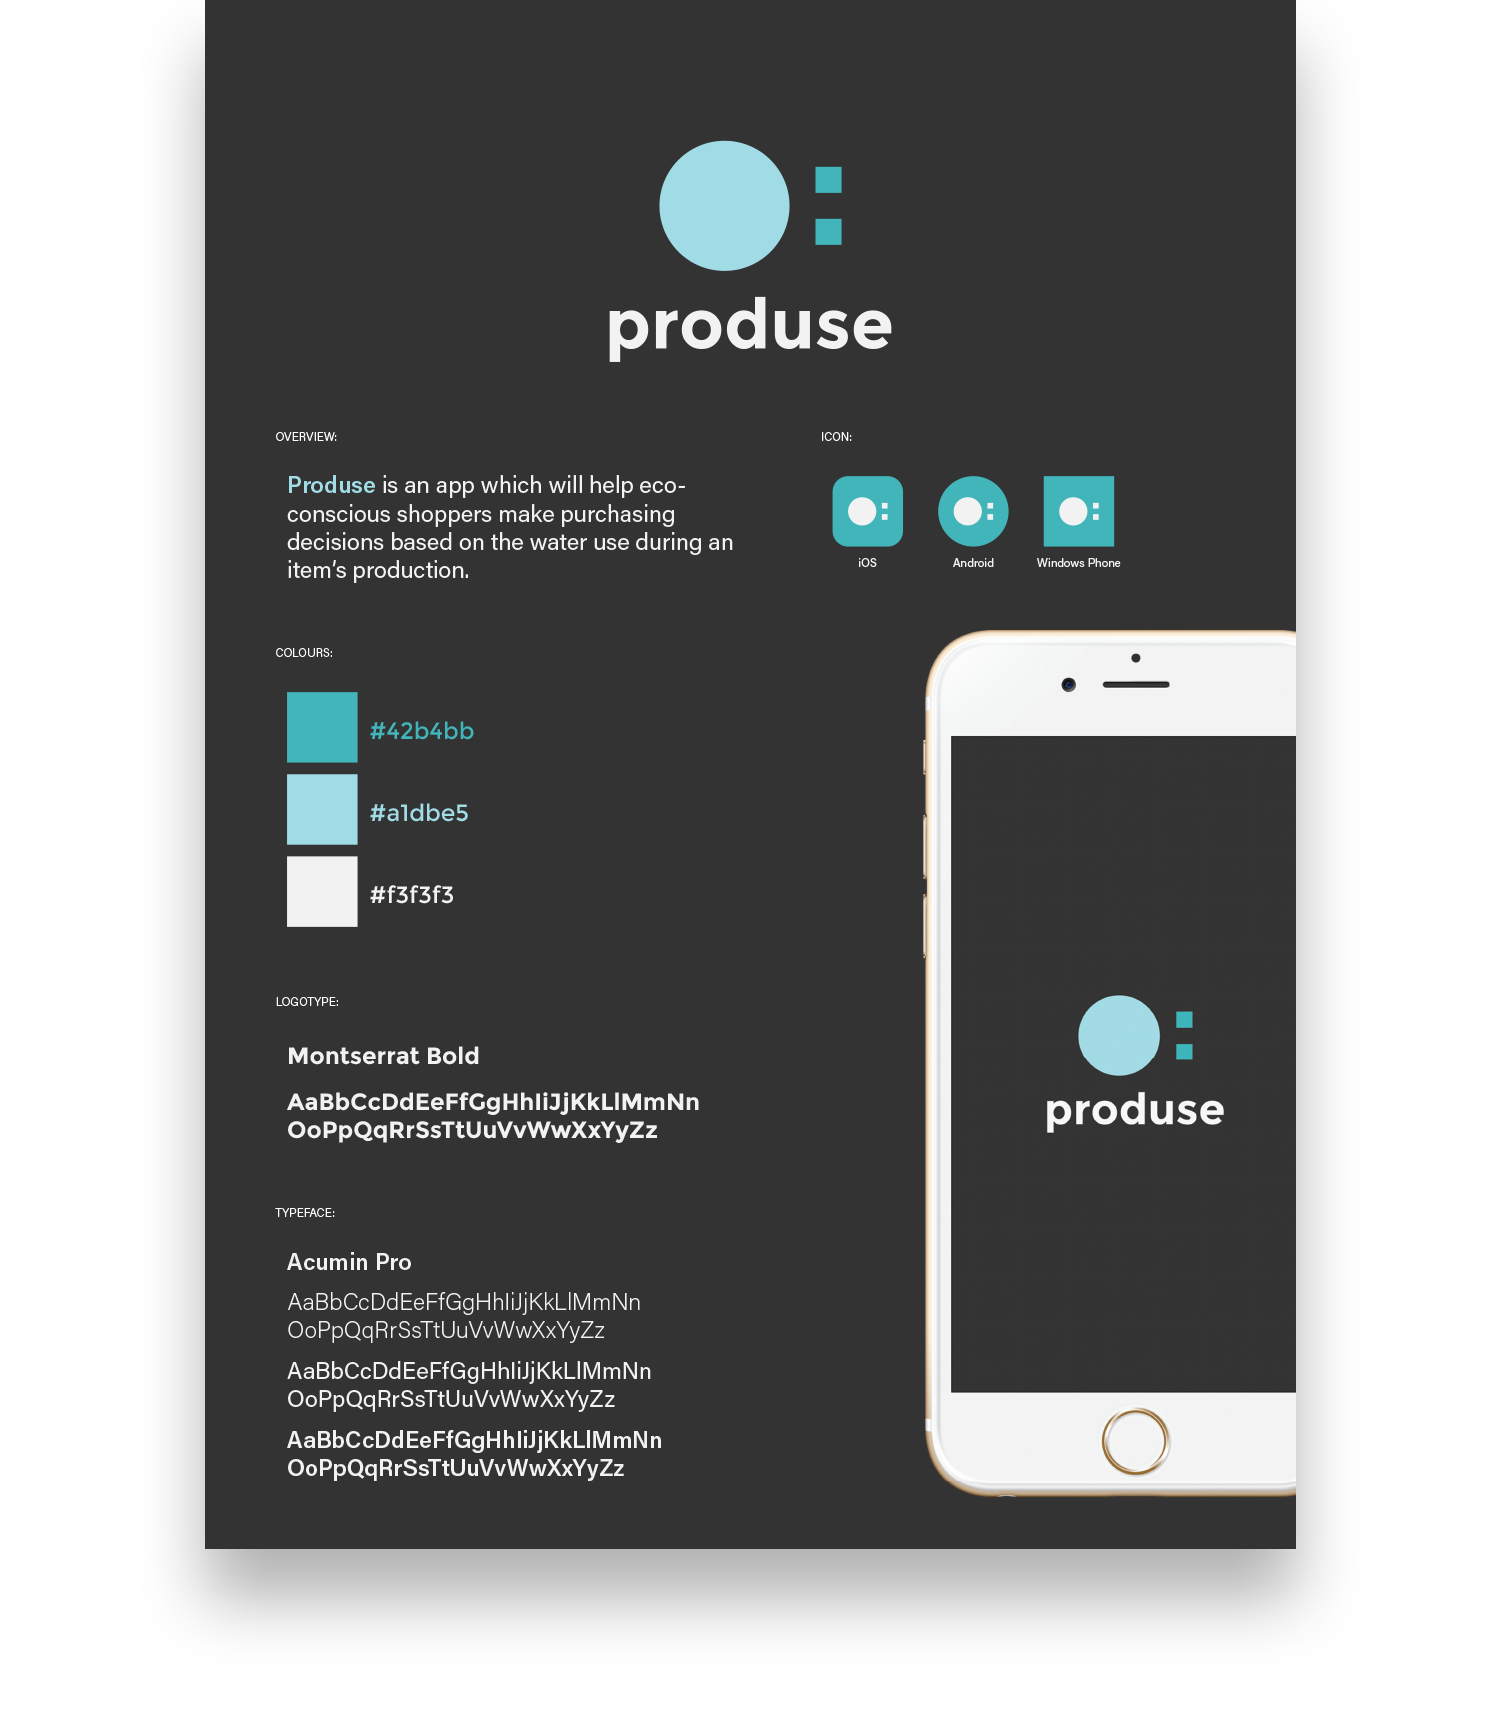 produse
OVERVIEW:
Produse is an app which will help eco-
conscious shoppers make purchasing
decisions based on the water use during an
item's production.
ICON:
iOS
Android
Windows Phone
COLOURS:
#42b4bb
#a1dbe5
#f3f3f3
LOGOTYPE:
Montserrat Bold
AaBbCcDdEeFfGgHhIiJjKkLlMmNn
OoPpQqRrSsTtUuVvWwXxYyZz
TYPEFACE:
Acumin Pro
AaBbCcDdEeFfGgHhIiJjKkLlMmNn
OoPpQqRrSsTtUuVvWwXxYyZz
AaBbCcDdEeFfGgHhIiJjKkLlMmNn
OoPpQqRrSsTtUuVvWwXxYyZz
AaBbCcDdEeFfGgHhIiJjKkLlMmNn
OoPpQqRrSsTtUuVvWwXxYyZz
produse